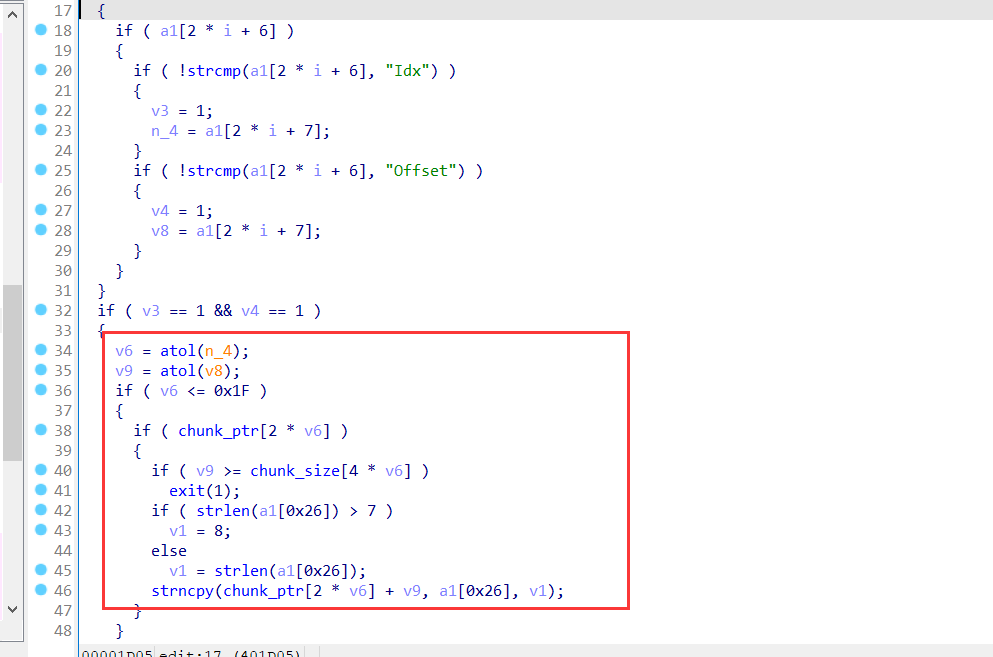 17 {
18 if ( a1[2 * i + 6] )
19 {
20 if ( !strcmp(a1[2 * i + 6], "Idx") )
21 {
22 v3 = 1;
23 n_4 = a1[2 * i + 7];
24 }
25 if ( !strcmp(a1[2 * i + 6], "Offset") )
26 {
27 v4 = 1;
28 v8 = a1[2 * i + 7];
29 }
30 }
31 }
32 if ( v3 == 1 && v4 == 1 )
33 {
34 v6 = atol(n_4);
35 v9 = atol(v8);
36 if ( v6 <= 0x1F )
37 {
38 if ( chunk_ptr[2 * v6] )
39 {
40 if ( v9 >= chunk_size[4 * v6] )
41 exit(1);
42 if ( strlen(a1[0x26]) > 7 )
43 v1 = 8;
44 else
45 v1 = strlen(a1[0x26]);
46 strncpy(chunk_ptr[2 * v6] + v9, a1[0x26], v1);
47 }
48 }
00001D05 edit:17 (401D05)